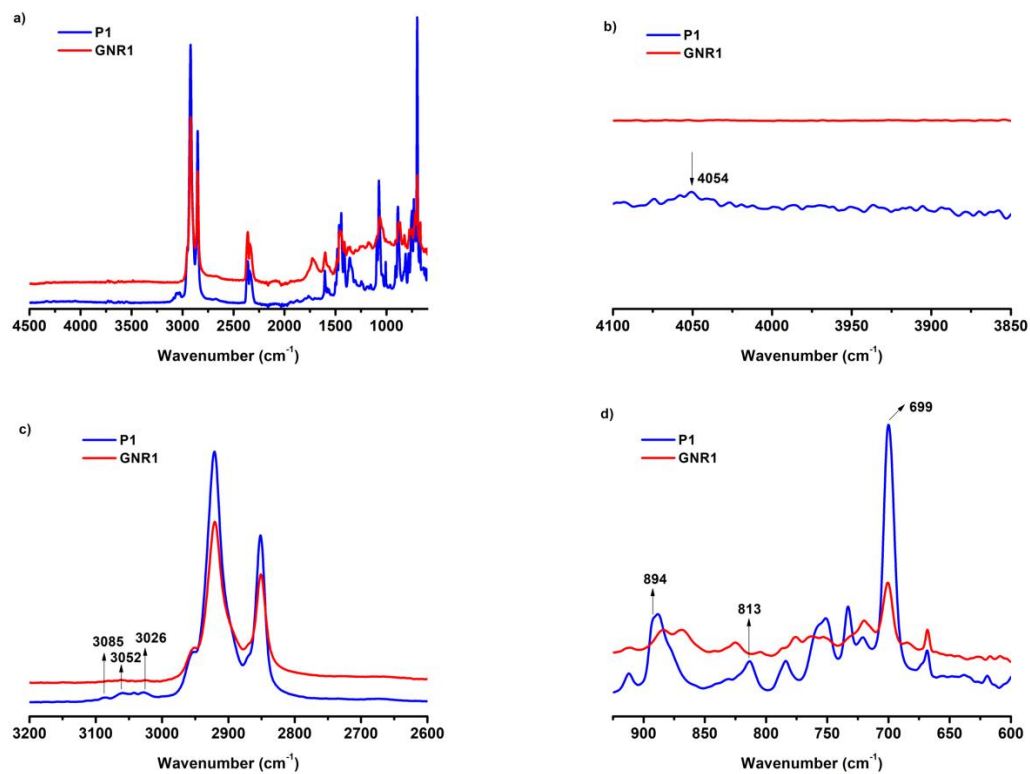 a)
P1
GNR1
4500 4000 3500 3000 2500 2000 1500 1000
Wavenumber (cm⁻¹)
b)
P1
GNR1
4054
4100 4050 4000 3950 3900 3850
Wavenumber (cm⁻¹)
c)
P1
GNR1
3085
3052
3026
3200 3100 3000 2900 2800 2700 2600
Wavenumber (cm⁻¹)
d)
P1
GNR1
699
894
813
900 850 800 750 700 650 600
Wavenumber (cm⁻¹)